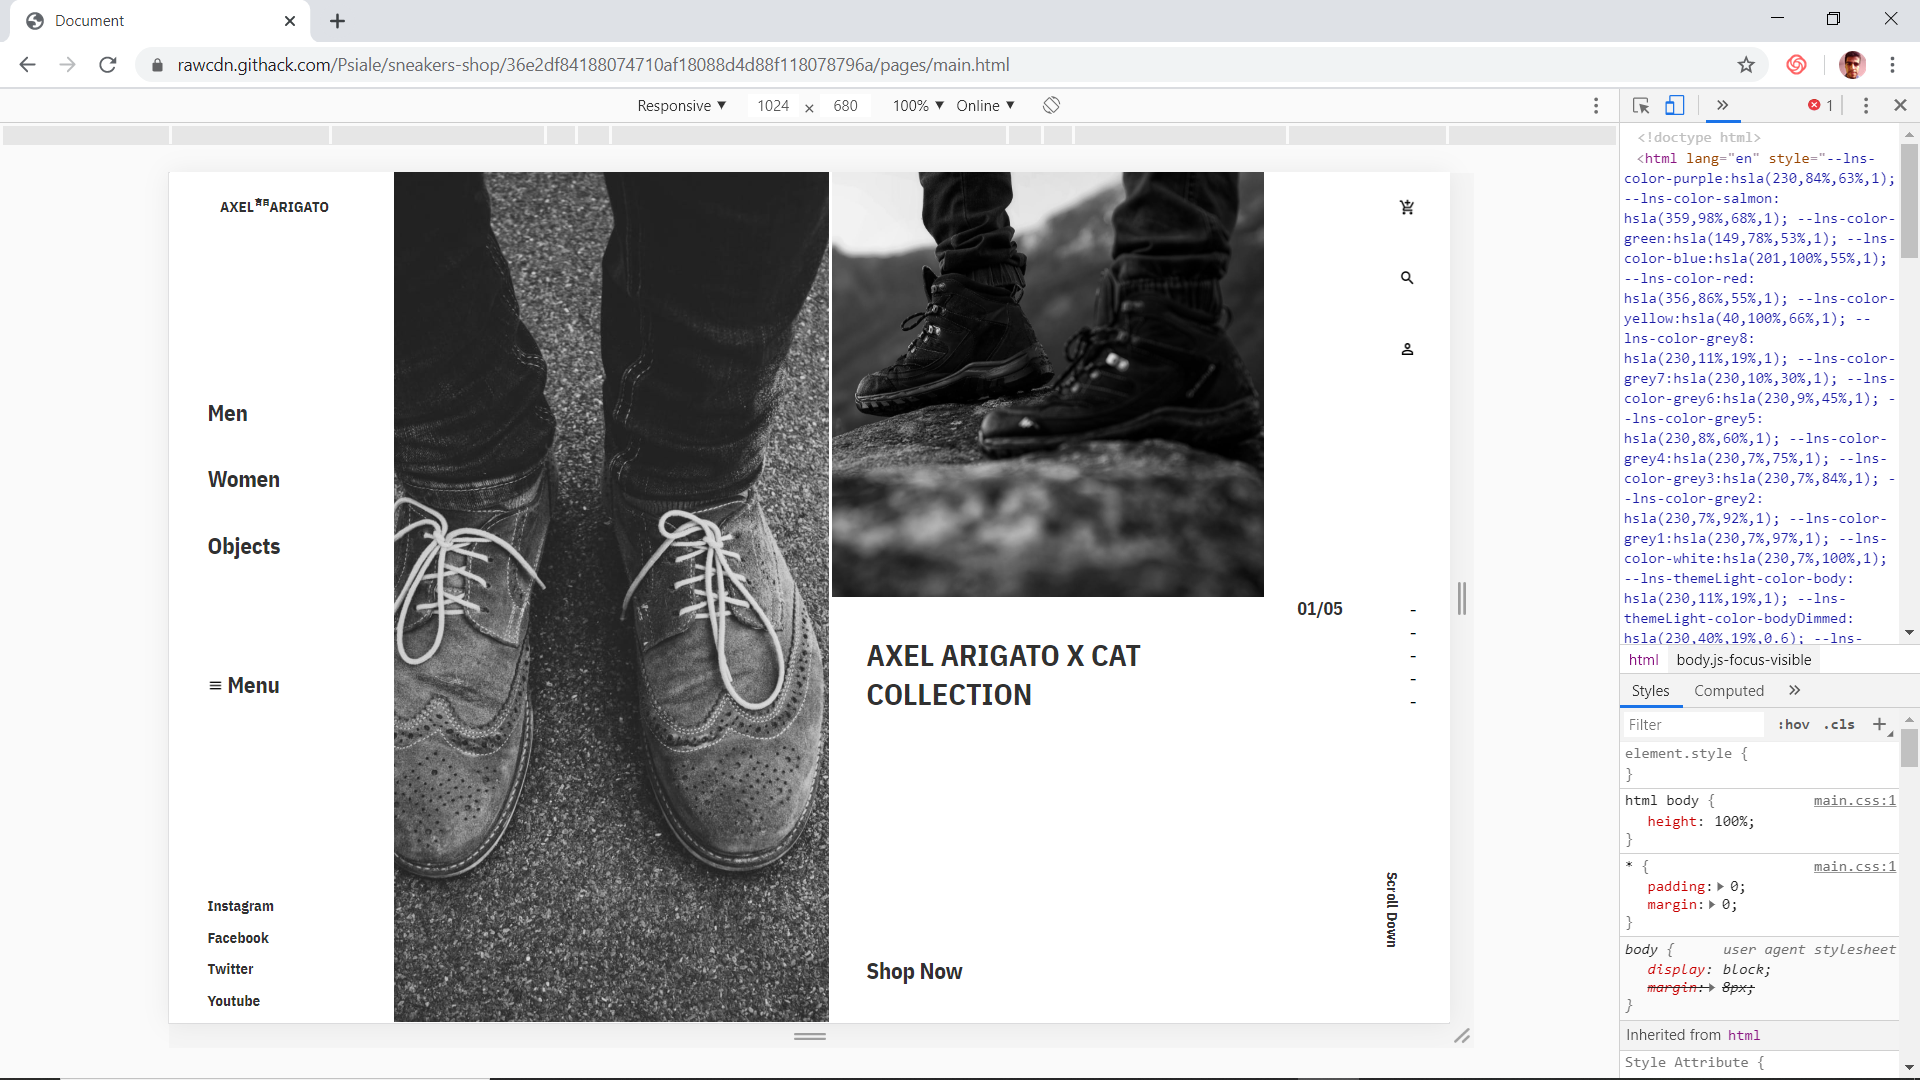 Document
rawcdn.githack.com/Psiale/sneakers-shop/36e2df84188074710af18088d4d88f118078796a/pages/main.html
Responsive ▼ 1024 × 680 100% ▼ Online ▼
1
AXEL ARIGATO
Men
Women
Objects
≡ Menu
Instagram
Facebook
Twitter
Youtube
01/05
-
-
-
-
-
AXEL ARIGATO X CAT
COLLECTION
Shop Now
Scroll Down
<!doctype html>
<html lang="en" style="--lns-
color-purple:hsla(230,84%,63%,1);
--lns-color-salmon:
hsla(359,98%,68%,1); --lns-color-
green:hsla(149,78%,53%,1); --lns-
color-blue:hsla(201,100%,55%,1);
--lns-color-red:
hsla(356,86%,55%,1); --lns-color-
yellow:hsla(40,100%,66%,1); --
lns-color-grey8:
hsla(230,11%,19%,1); --lns-color-
grey7:hsla(230,10%,30%,1); --lns-
color-grey6:hsla(230,9%,45%,1); -
-lns-color-grey5:
hsla(230,8%,60%,1); --lns-color-
grey4:hsla(230,7%,75%,1); --lns-
color-grey3:hsla(230,7%,84%,1); -
-lns-color-grey2:
hsla(230,7%,92%,1); --lns-color-
grey1:hsla(230,7%,97%,1); --lns-
color-white:hsla(230,7%,100%,1);
--lns-themeLight-color-body:
hsla(230,11%,19%,1); --lns-
themeLight-color-bodyDimmed:
hsla(230,40%,19%,0.6); --lns-
html body.js-focus-visible
Styles Computed »
Filter :hov .cls +
element.style {
}
html body { main.css:1
height: 100%;
}
* { main.css:1
padding: 0;
margin: 0;
}
body { user agent stylesheet
display: block;
margin: 8px;
}
Inherited from html
Style Attribute {